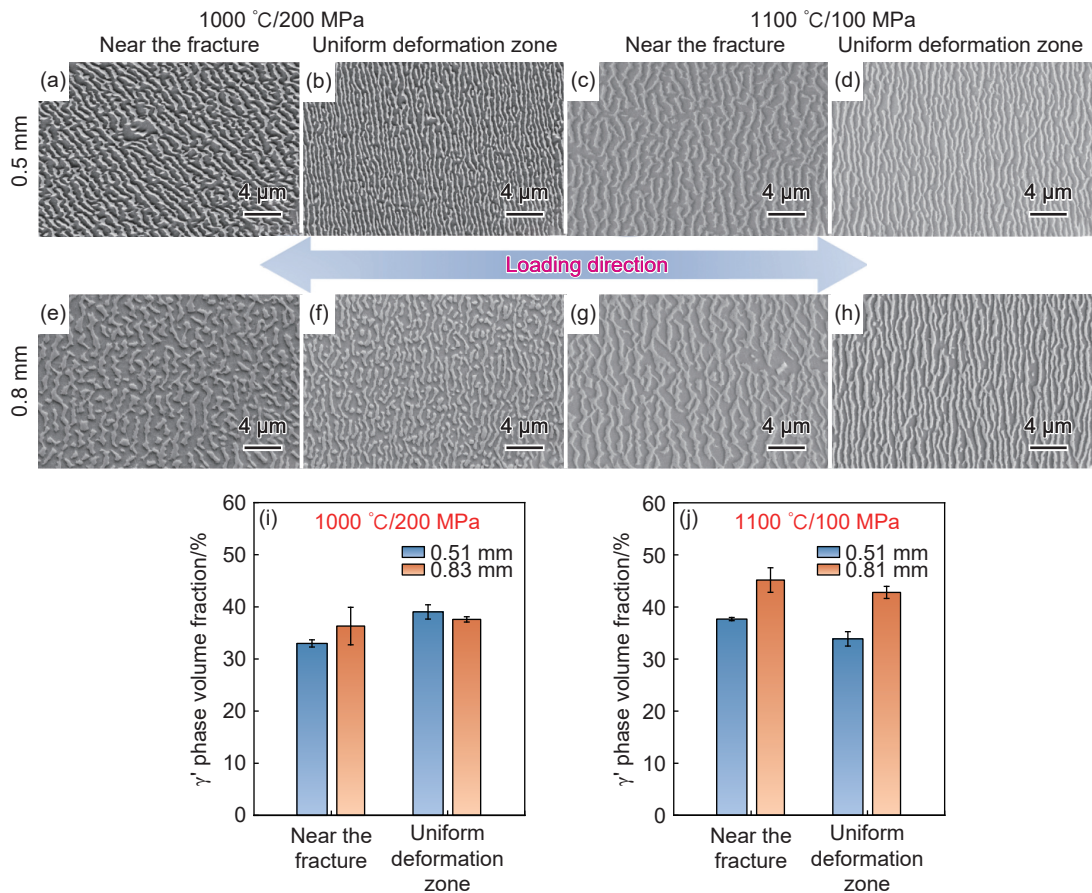 1000 ℃/200 MPa
1100 ℃/100 MPa
Near the fracture
Uniform deformation zone
Near the fracture
Uniform deformation zone
0.5 mm
(a)
4 μm
(b)
4 μm
(c)
4 μm
(d)
4 μm
Loading direction
0.8 mm
(e)
4 μm
(f)
4 μm
(g)
4 μm
(h)
4 μm
(i)
1000 ℃/200 MPa
0.51 mm
0.83 mm
γ' phase volume fraction/%
60
50
40
30
20
10
0
Near the
fracture
Uniform
deformation
zone
(j)
1100 ℃/100 MPa
0.51 mm
0.81 mm
γ' phase volume fraction/%
60
50
40
30
20
10
0
Near the
fracture
Uniform
deformation
zone